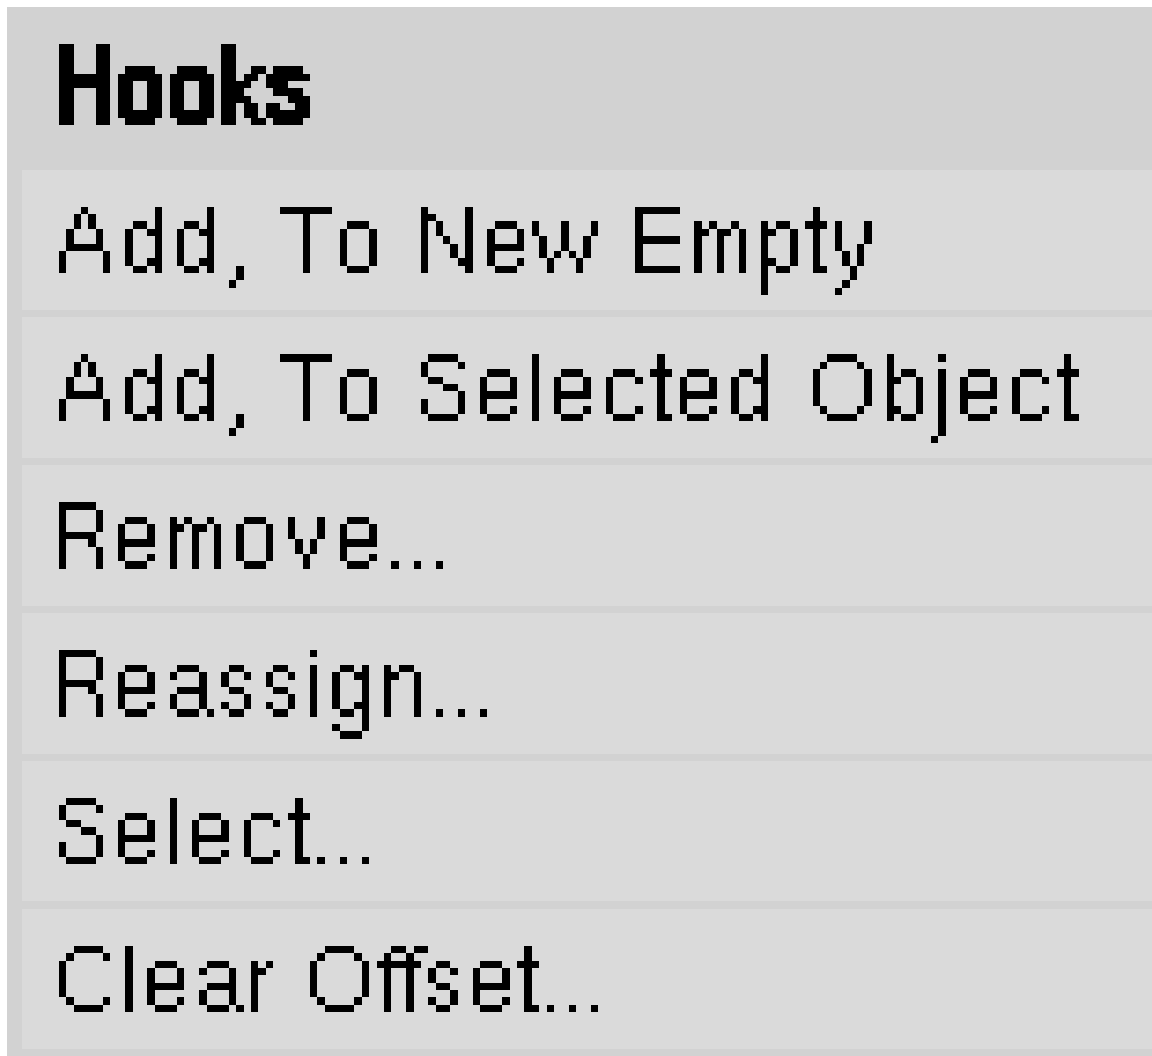 Hooks
Add, To New Empty
Add, To Selected Object
Remove...
Reassign...
Select...
Clear Offset...